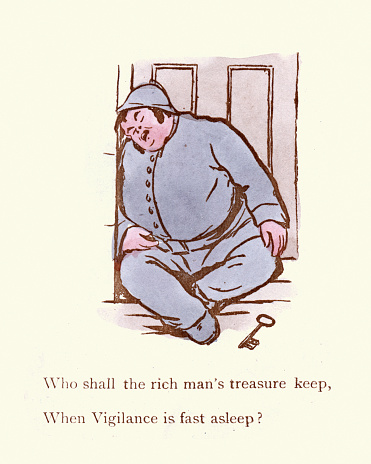 Who shall the rich man's treasure keep,
When Vigilance is fast asleep?